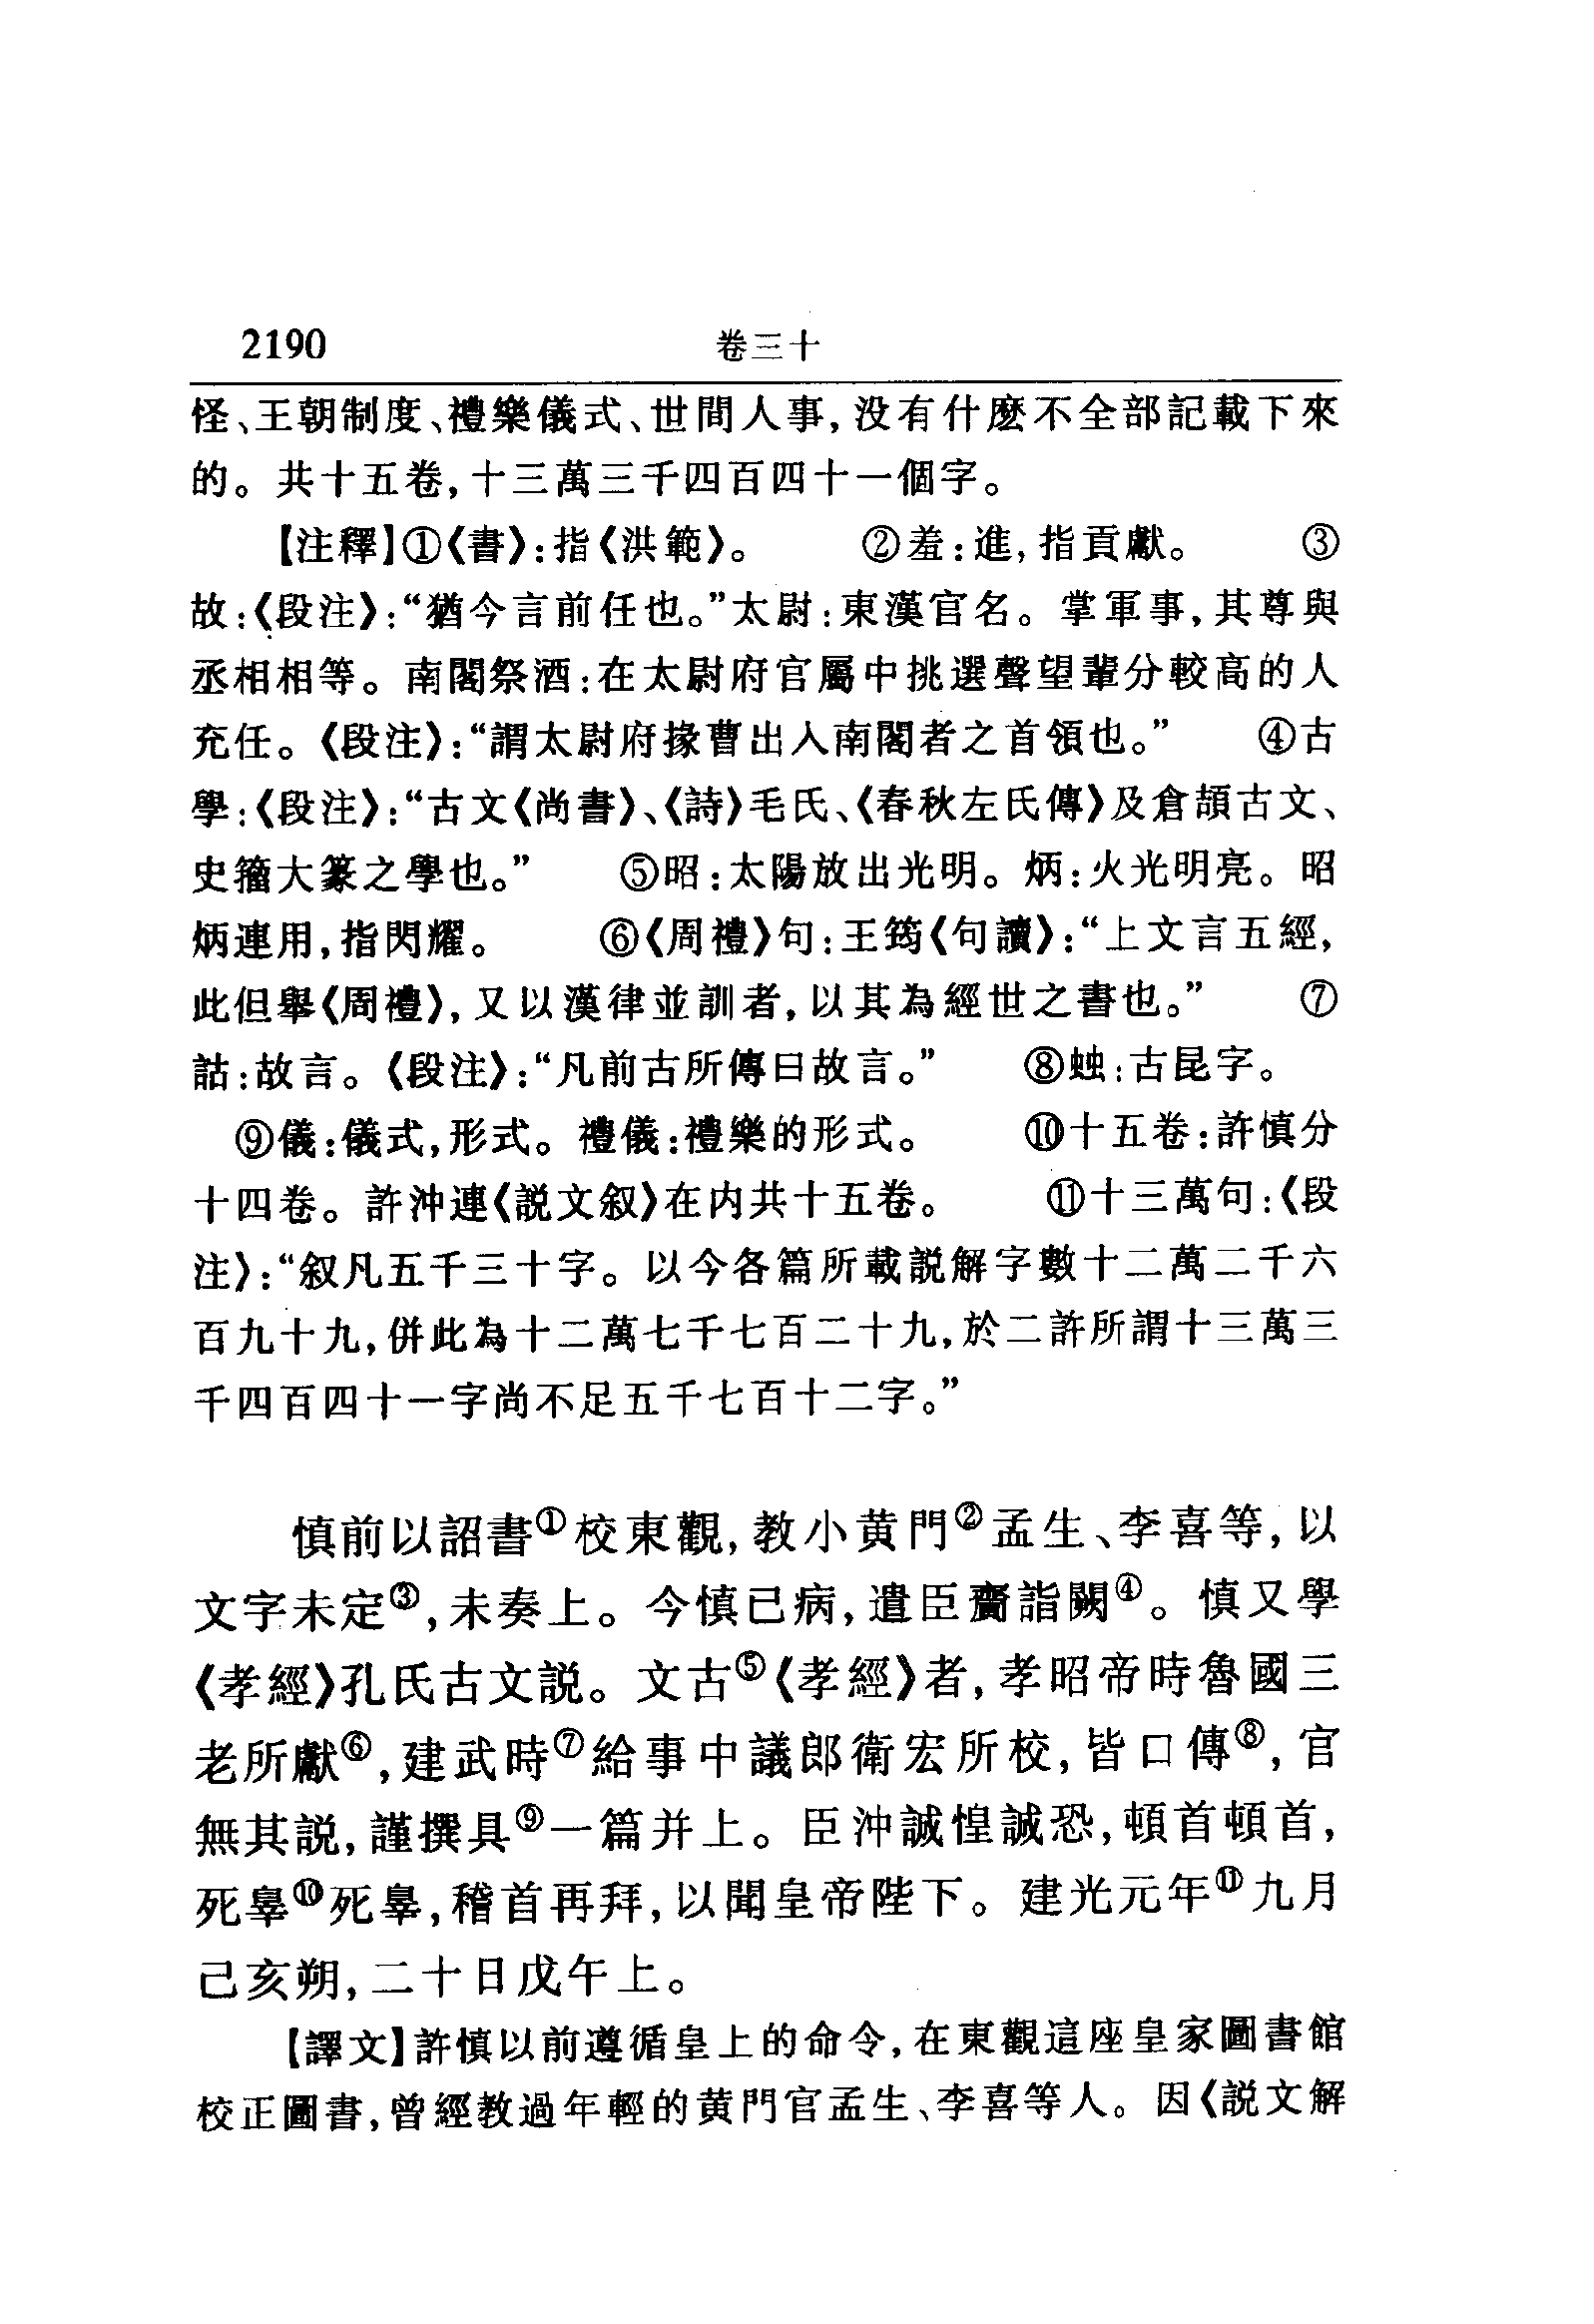 2190 卷三十
怪、王朝制度、禮樂儀式、世間人事,没有什麽不全部記載下來
的。共十五卷,十三萬三千四百四十一個字。
【注釋】①《書》:指《洪範》。 ②羞:進,指貢獻。 ③
故:《段注》:“猶今言前任也。”太尉:東漢官名。掌軍事,其尊與
丞相相等。南閣祭酒:在太尉府官屬中挑選聲望輩分較高的人
充任。《段注》:“謂太尉府掾曹出入南閣者之首領也。” ④古
學:《段注》:“古文《尚書》、《詩》毛氏、《春秋左氏傳》及倉頡古文、
史籀大篆之學也。” ⑤昭:太陽放出光明。炳:火光明亮。昭
炳連用,指閃耀。 ⑥《周禮》句:王筠《句讀》:“上文言五經,
此但舉《周禮》,又以漢律並訓者,以其為經世之書也。” ⑦
詁:故言。《段注》:“凡前古所傳曰故言。” ⑧䖵:古昆字。
⑨儀:儀式,形式。禮儀:禮樂的形式。 ⑩十五卷:許慎分
十四卷。許沖連《説文叙》在内共十五卷。 ⑪十三萬句:《段
注》:“叙凡五千三十字。以今各篇所載説解字數十二萬二千六
百九十九,併此為十二萬七千七百二十九,於二許所謂十三萬三
千四百四十一字尚不足五千七百十二字。”
慎前以詔書①校東觀,教小黄門②孟生、李喜等,以
文字未定③,未奏上。今慎已病,遣臣齎詣闕④。慎又學
《孝經》孔氏古文説。文古⑤《孝經》者,孝昭帝時魯國三
老所獻⑥,建武時⑦給事中議郎衛宏所校,皆口傳⑧,官
無其説,謹撰具⑨一篇并上。臣沖誠惶誠恐,頓首頓首,
死辠⑩死辠,稽首再拜,以聞皇帝陛下。建光元年⑪九月
己亥朔,二十日戊午上。
【譯文】許慎以前遵循皇上的命令,在東觀這座皇家圖書館
校正圖書,曾經教過年輕的黄門官孟生、李喜等人。因《説文解